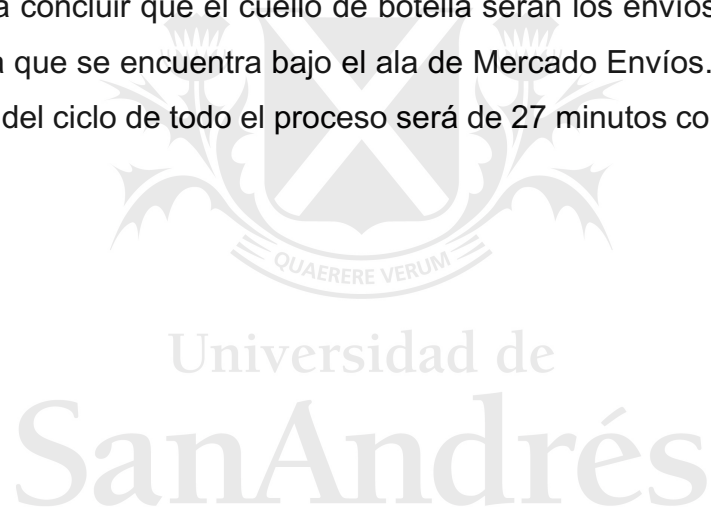 a concluir que el cuello de botella serán los envíos
a que se encuentra bajo el ala de Mercado Envíos.
del ciclo de todo el proceso será de 27 minutos co
QUAERERE VERUM
Universidad de
SanAndrés